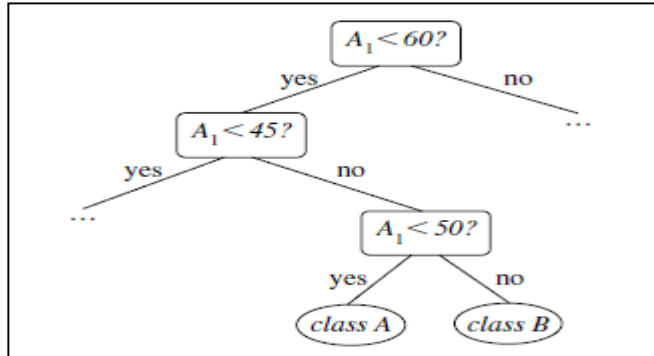 A1 < 60?
yes
no
A1 < 45?
...
yes
no
...
A1 < 50?
yes
no
class A
class B